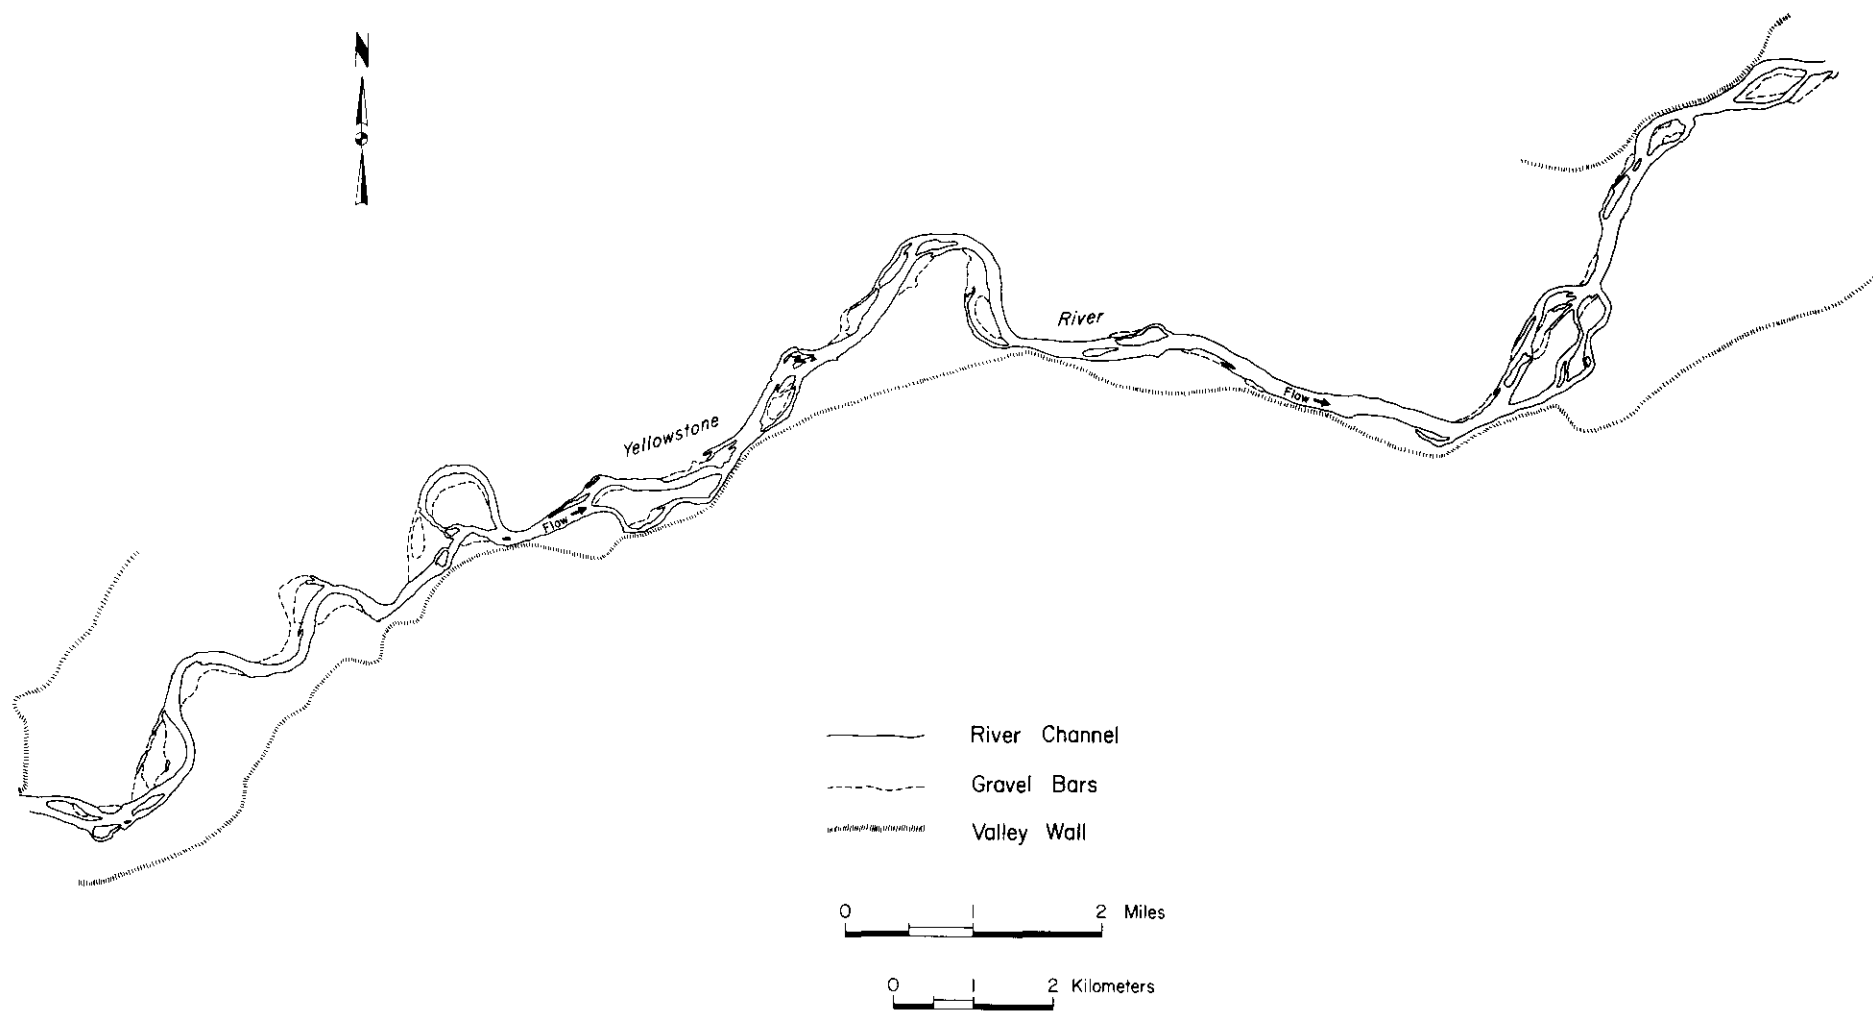 N
River
Flow
Yellowstone
Flow
River Channel
Gravel Bars
Valley Wall
0 1 2 Miles
0 1 2 Kilometers